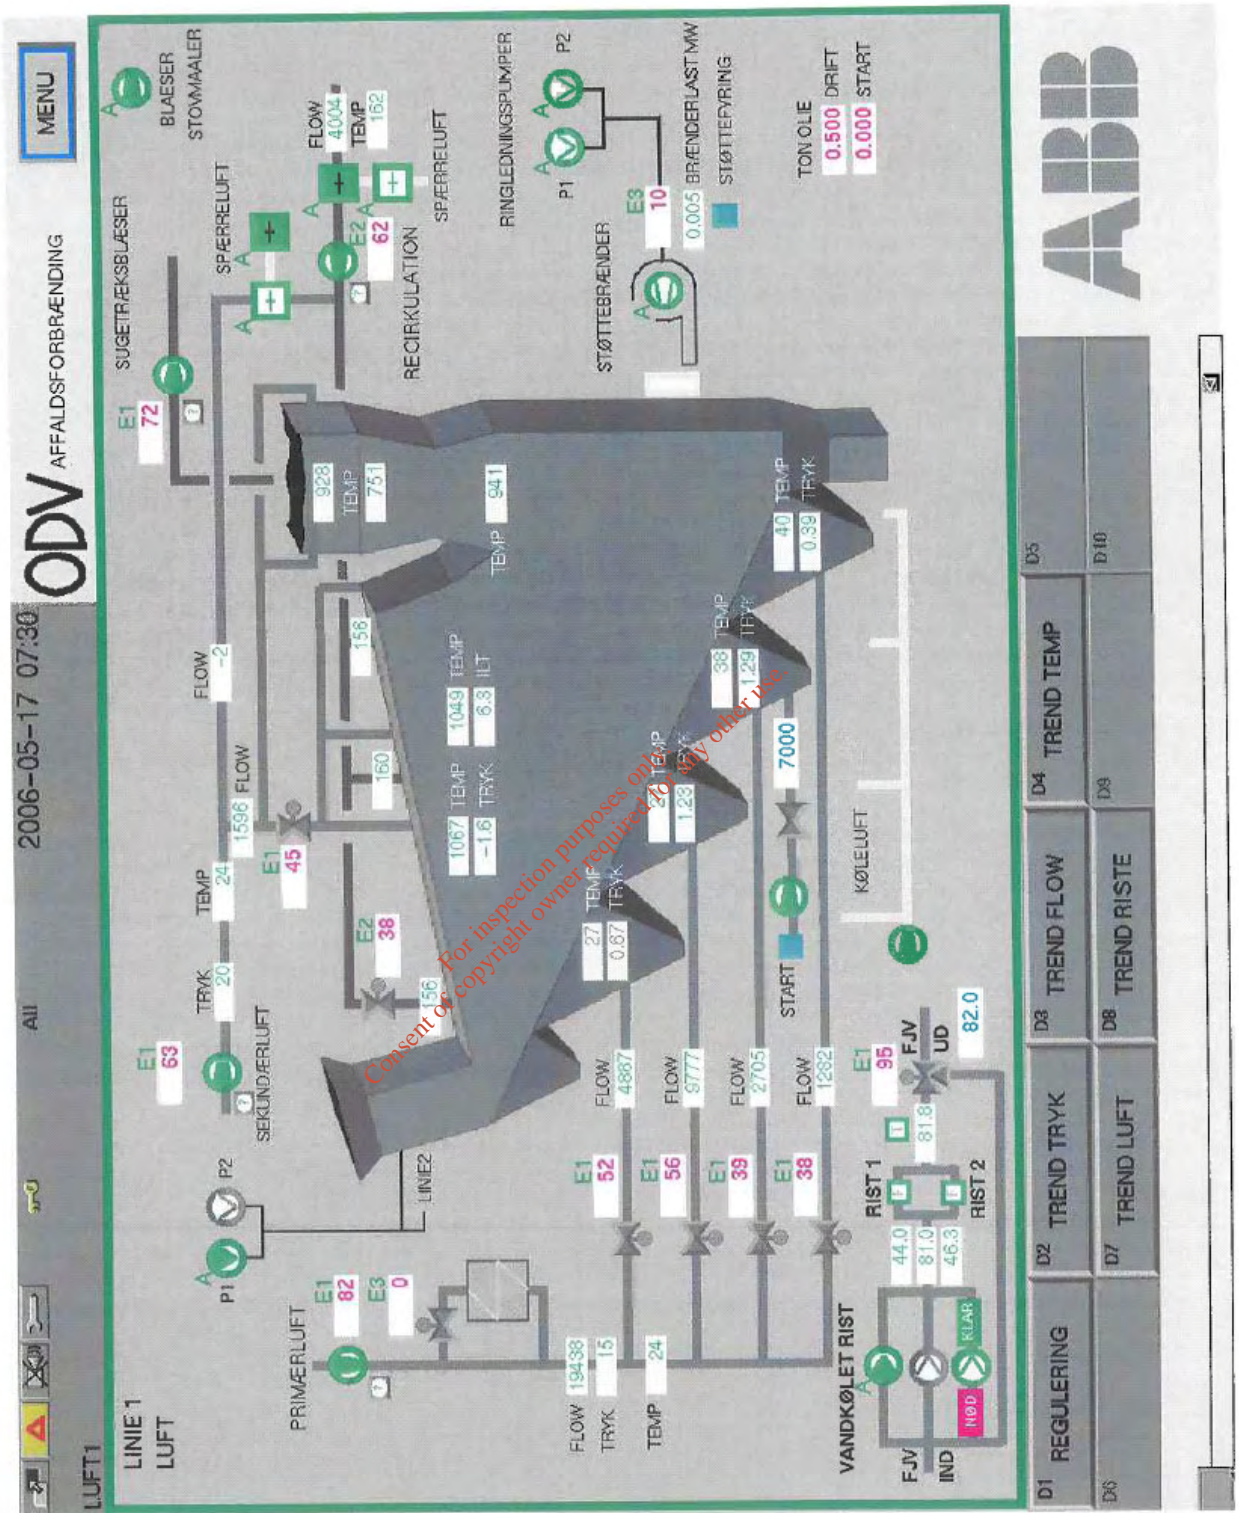 LUFT1
All
2006-05-17 07:30
ODV AFFALDSFORBRÆNDING
MENU
LINIE 1
LUFT
PRIMÆRLUFT
E1
82
E3
0
FLOW 19438
TRYK 15
TEMP 24
A
P1
P2
LINIE2
E1
63
SEKUNDÆRLUFT
TRYK
20
TEMP
24
FLOW
-2
1596 FLOW
E1
45
E2
38
156
160
156
E1
72
SUGETRÆKSBLÆSER
SPÆRRELUFT
A
A
A
BLAESER
STOVMAALER
FLOW
4004
TEMP
162
A
A
E2
62
SPÆRRELUFT
RECIRKULATION
928
TEMP
751
TEMP 941
1067 TEMP
-1.6 TRYK
1049 TEMP
6.3 ILT
27 TEMP
0.67 TRYK
TEMP
1.23 TRYK
38 TEMP
1.29 TRYK
40 TEMP
0.39 TRYK
RINGLEDNINGSPUMPER
A
P1
A
P2
STØTTEBRÆNDER
A
E3
10
0.005 BRÆNDERLAST MW
STØTTEFYRING
TON OLIE
0.500 DRIFT
0.000 START
E1
52
FLOW
4887
E1
56
FLOW
9777
E1
39
FLOW
2705
E1
38
FLOW
1282
START
7000
KØLELUFT
VANDKØLET RIST
FJV
IND
A
NØD
KLAR
44.0
81.0
46.3
RIST 1
F
F
RIST 2
T
81.8
E1
95
FJV
UD
82.0
For inspection purposes only.
Consent of copyright owner required for any other use.
D1 REGULERING
D2 TREND TRYK
D3 TREND FLOW
D4 TREND TEMP
D5
D6
D7 TREND LUFT
D8 TREND RISTE
D9
D10
ABB